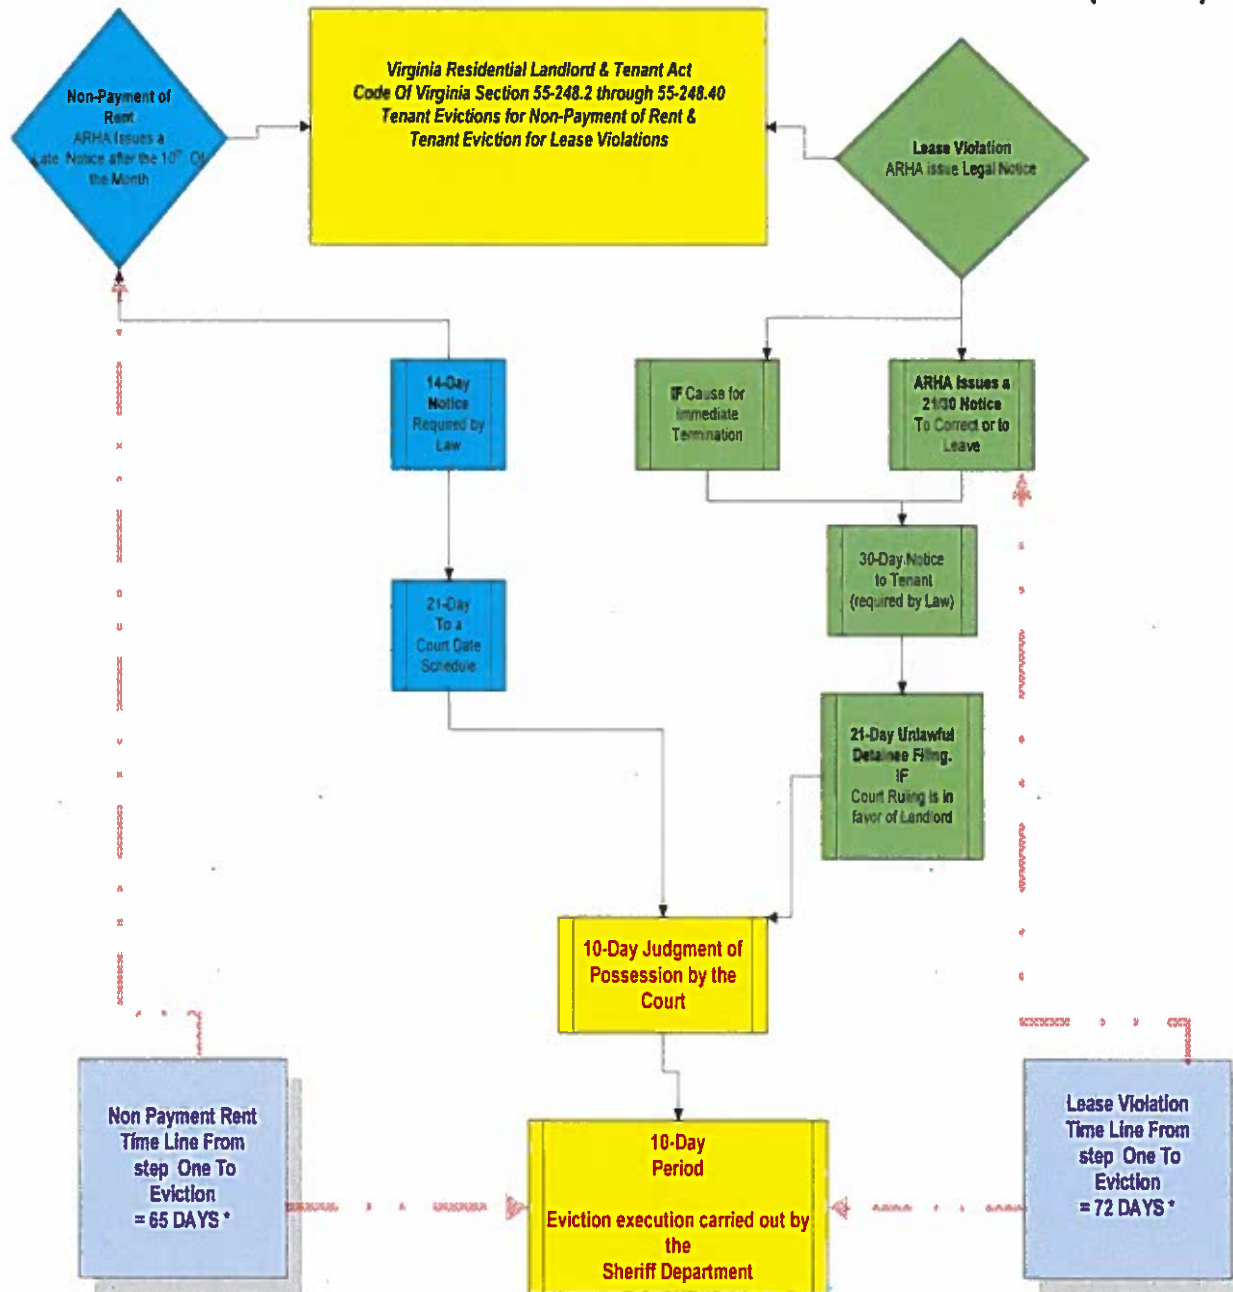 Non-Payment of
Rent
ARHA Issues a
Late Notice after the 10th Of
the Month
Virginia Residential Landlord & Tenant Act
Code Of Virginia Section 55-248.2 through 55-248.40
Tenant Evictions for Non-Payment of Rent &
Tenant Eviction for Lease Violations
Lease Violation
ARHA issue Legal Notice
14-Day
Notice
Required by
Law
IF Cause for
Immediate
Termination
ARHA Issues a
21/30 Notice
To Correct or to
Leave
30-Day Notice
to Tenant
(required by Law)
21-Day
To a
Court Date
Schedule
21-Day Unlawful
Detainee Filing.
IF
Court Ruling is in
favor of Landlord
10-Day Judgment of
Possession by the
Court
Non Payment Rent
Time Line From
step One To
Eviction
= 65 DAYS *
10-Day
Period
Eviction execution carried out by
the
Sheriff Department
Lease Violation
Time Line From
step One To
Eviction
= 72 DAYS *